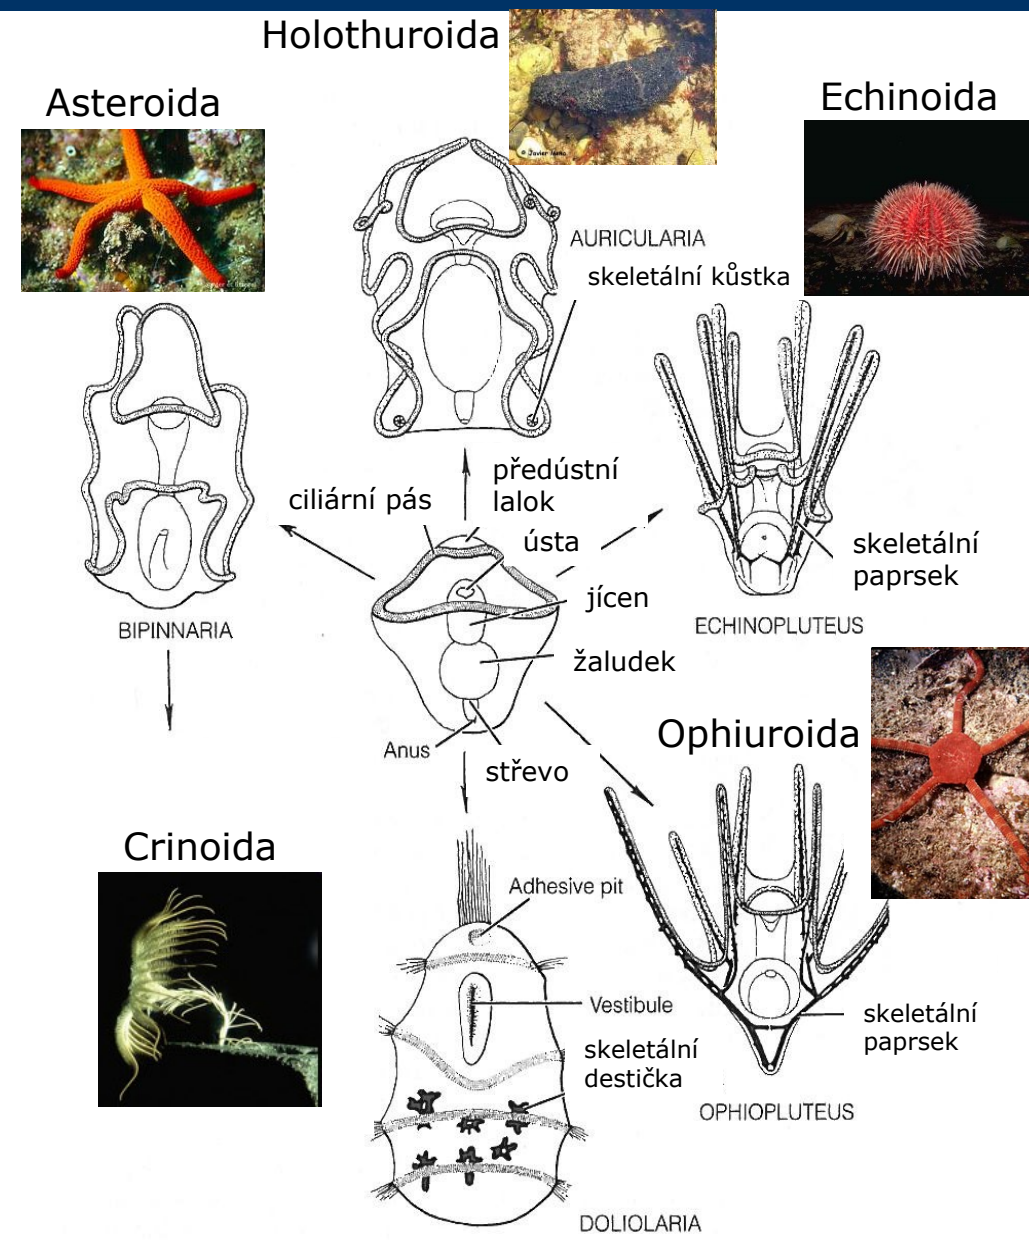 Holothuroida
Asteroida
Echinoida
© Javier
AURICULARIA
skeletální kůstka
předústní
lalok
ciliární pás
ústa
skeletální
paprsek
jícen
BIPINNARIA
ECHINOPLUTEUS
žaludek
Ophiuroida
Anus
střevo
Crinoida
Adhesive pit
Vestibule
skeletální
paprsek
skeletální
destička
OPHIOPLUTEUS
DOLIOLARIA